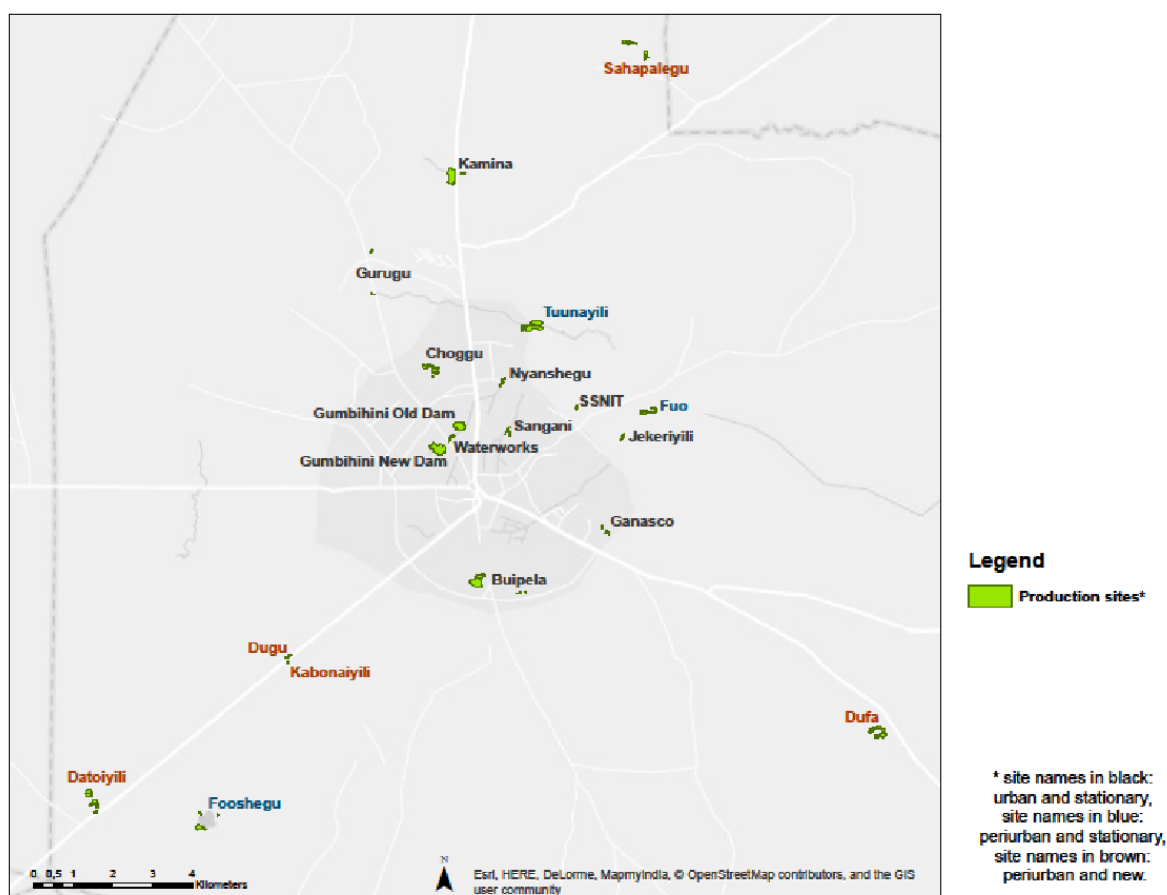 Sahapalegu
Kamina
Gurugu
Tuunayili
Choggu
Nyanshegu
SSNIT
Fuo
Gumbihini Old Dam
Sangani
Jekeriyili
Waterworks
Gumbihini New Dam
Ganasco
Legend
Buipela
Production sites*
Dugu
Kabonaiyili
Dufa
Datoiyili
Fooshegu
* site names in black:
urban and stationary,
site names in blue:
periurban and stationary,
site names in brown:
periurban and new.
N
0 0,5 1 2 3 4
Kilometers
Esri, HERE, DeLorme, MapmyIndia, © OpenStreetMap contributors, and the GIS
user community